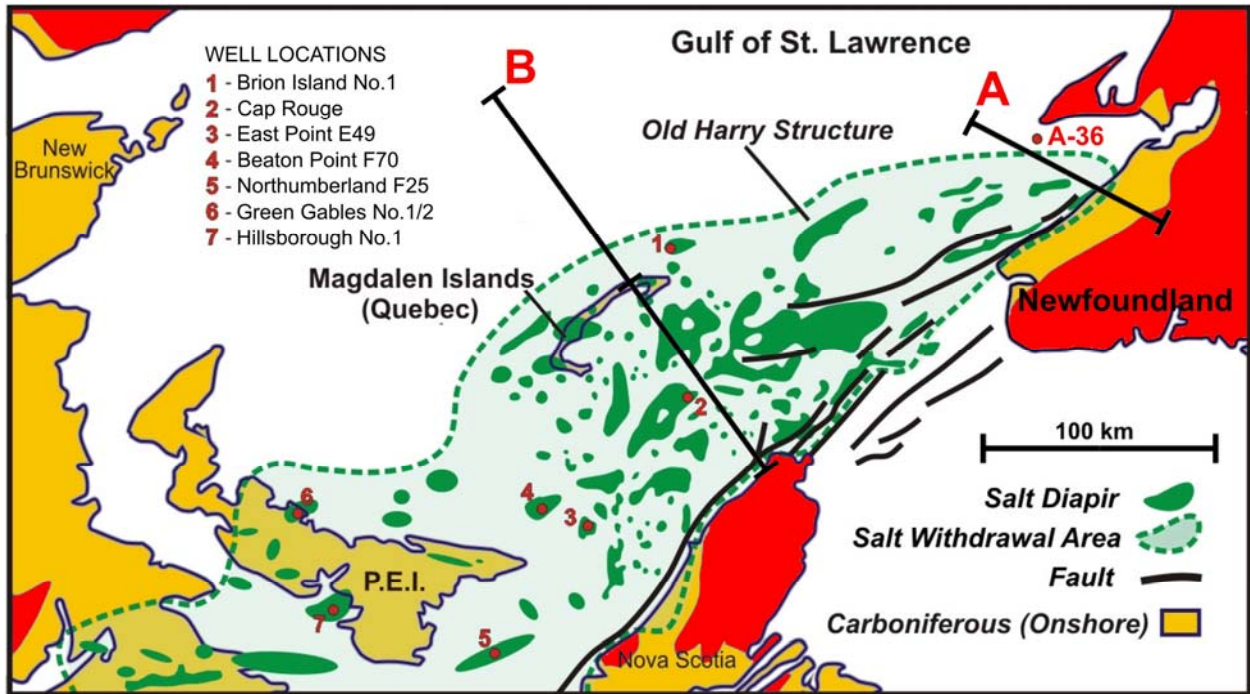 Gulf of St. Lawrence
WELL LOCATIONS
1 - Brion Island No.1
2 - Cap Rouge
3 - East Point E49
4 - Beaton Point F70
5 - Northumberland F25
6 - Green Gables No.1/2
7 - Hillsborough No.1
B
A
A-36
Old Harry Structure
New
Brunswick
1
Magdalen Islands
(Quebec)
Newfoundland
2
100 km
4
3
6
Salt Diapir
Salt Withdrawal Area
Fault
Carboniferous (Onshore)
P.E.I.
7
5
Nova Scotia